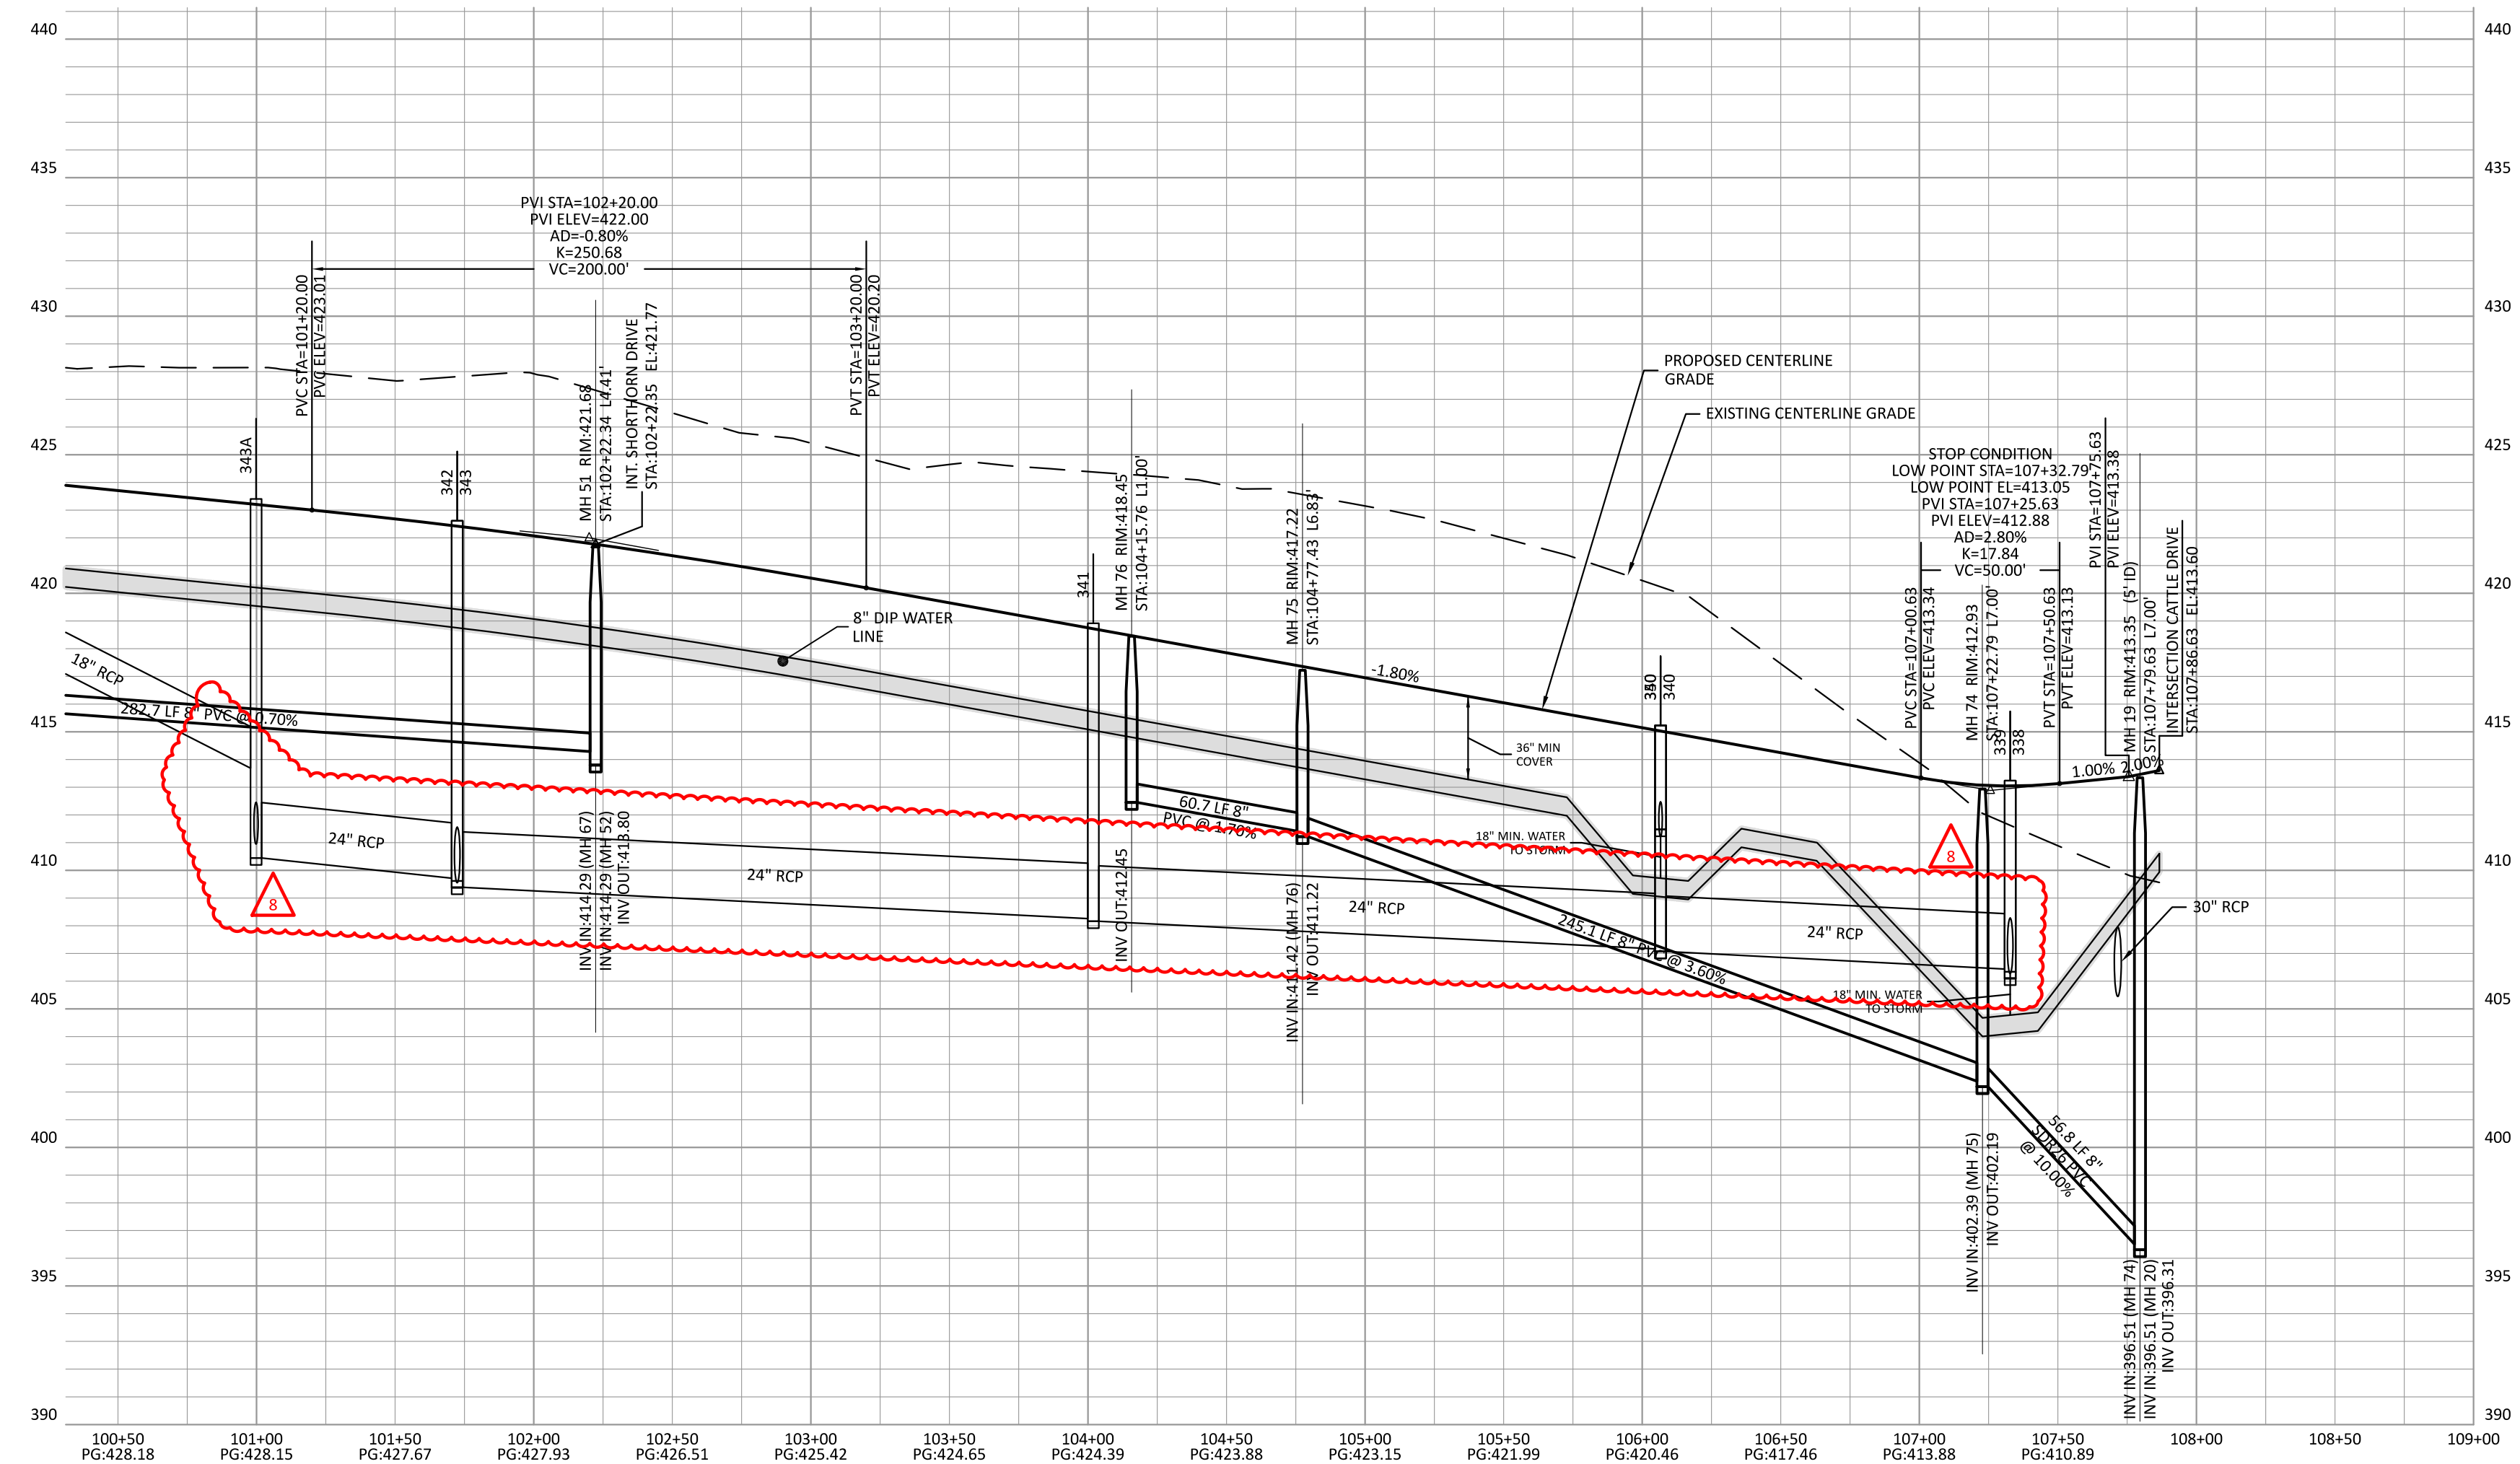 440
440
435
435
430
430
425
425
420
420
415
415
410
410
405
405
400
400
395
395
390
390
PVI STA=102+20.00
PVI ELEV=422.00
AD=-0.80%
K=250.68
VC=200.00'
PVC STA=101+20.00
PVC ELEV=423.01
PVT STA=103+20.00
PVT ELEV=420.20
343A
342
343
MH 51 RIM:421.68
STA:102+22.34 L4.41'
INT. SHORTHORN DRIVE
STA:102+22.35 EL:421.77
341
MH 76 RIM:418.45
STA:104+15.76 L1.00'
MH 75 RIM:417.22
STA:104+77.43 L6.83'
PROPOSED CENTERLINE
GRADE
EXISTING CENTERLINE GRADE
STOP CONDITION
LOW POINT STA=107+32.79
LOW POINT EL=413.05
PVI STA=107+25.63
PVI ELEV=412.88
AD=2.80%
K=17.84
VC=50.00'
PVC STA=107+00.63
PVC ELEV=413.34
MH 74 RIM:412.93
STA:107+22.79 L7.00'
339
338
PVT STA=107+50.63
PVT ELEV=413.13
PVI STA=107+75.63
PVI ELEV=413.38
MH 19 RIM:413.35 (5' ID)
STA:107+79.63 L7.00'
INTERSECTION CATTLE DRIVE
STA:107+86.63 EL:413.60
340
8" DIP WATER
LINE
-1.80%
1.00%
2.00%
36" MIN
COVER
18" RCP
282.7 LF 8" PVC @ 0.70%
24" RCP
24" RCP
24" RCP
24" RCP
30" RCP
60.7 LF 8"
PVC @ 1.70%
18" MIN. WATER
TO STORM
245.1 LF 8" PVC @ 3.60%
18" MIN. WATER
TO STORM
56.8 LF 8"
SDR26 PVC
@ 10.00%
8
8
INV IN:414.29 (MH 67)
INV IN:414.29 (MH 52)
INV OUT:413.80
INV OUT:412.45
INV IN:411.42 (MH 76)
INV OUT:411.22
INV IN:402.39 (MH 75)
INV OUT:402.19
INV IN:396.51 (MH 74)
INV IN:396.51 (MH 20)
INV OUT:396.31
100+50
PG:428.18
101+00
PG:428.15
101+50
PG:427.67
102+00
PG:427.93
102+50
PG:426.51
103+00
PG:425.42
103+50
PG:424.65
104+00
PG:424.39
104+50
PG:423.88
105+00
PG:423.15
105+50
PG:421.99
106+00
PG:420.46
106+50
PG:417.46
107+00
PG:413.88
107+50
PG:410.89
108+00
108+50
109+00